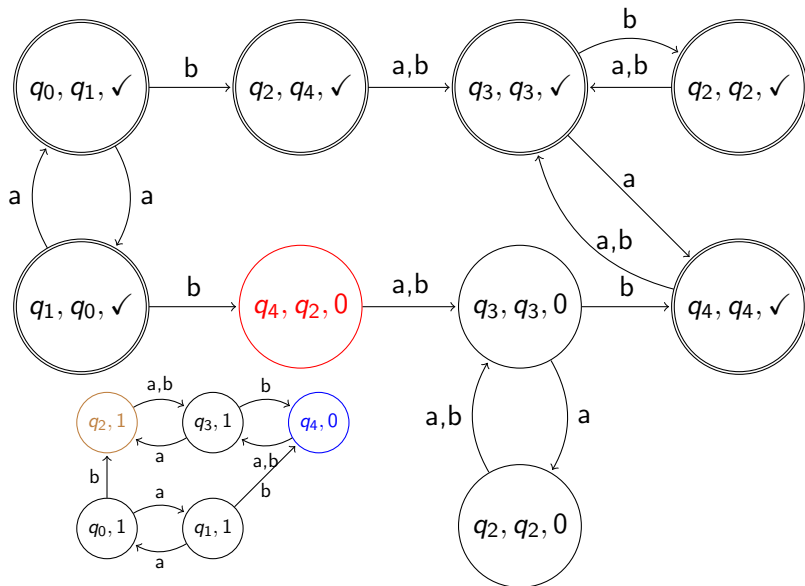 b
q₀, q₁, ✓ b q₂, q₄, ✓ a,b q₃, q₃, ✓ a,b q₂, q₂, ✓
a a a
a,b
q₁, q₀, ✓ b q₄, q₂, 0 a,b q₃, q₃, 0 b q₄, q₄, ✓
a,b b
q₂, 1 q₃, 1 q₄, 0 a,b a
a a,b
b a b
q₀, 1 q₁, 1 q₂, q₂, 0
a